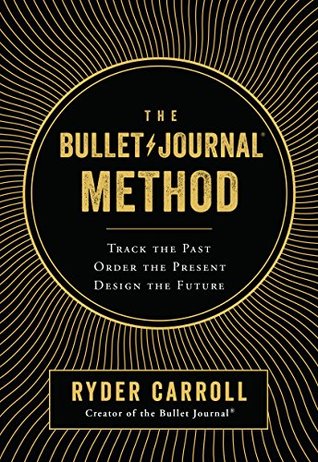 THE
BULLET⚡JOURNAL®
METHOD
TRACK THE PAST
ORDER THE PRESENT
DESIGN THE FUTURE
RYDER CARROLL
Creator of the Bullet Journal®